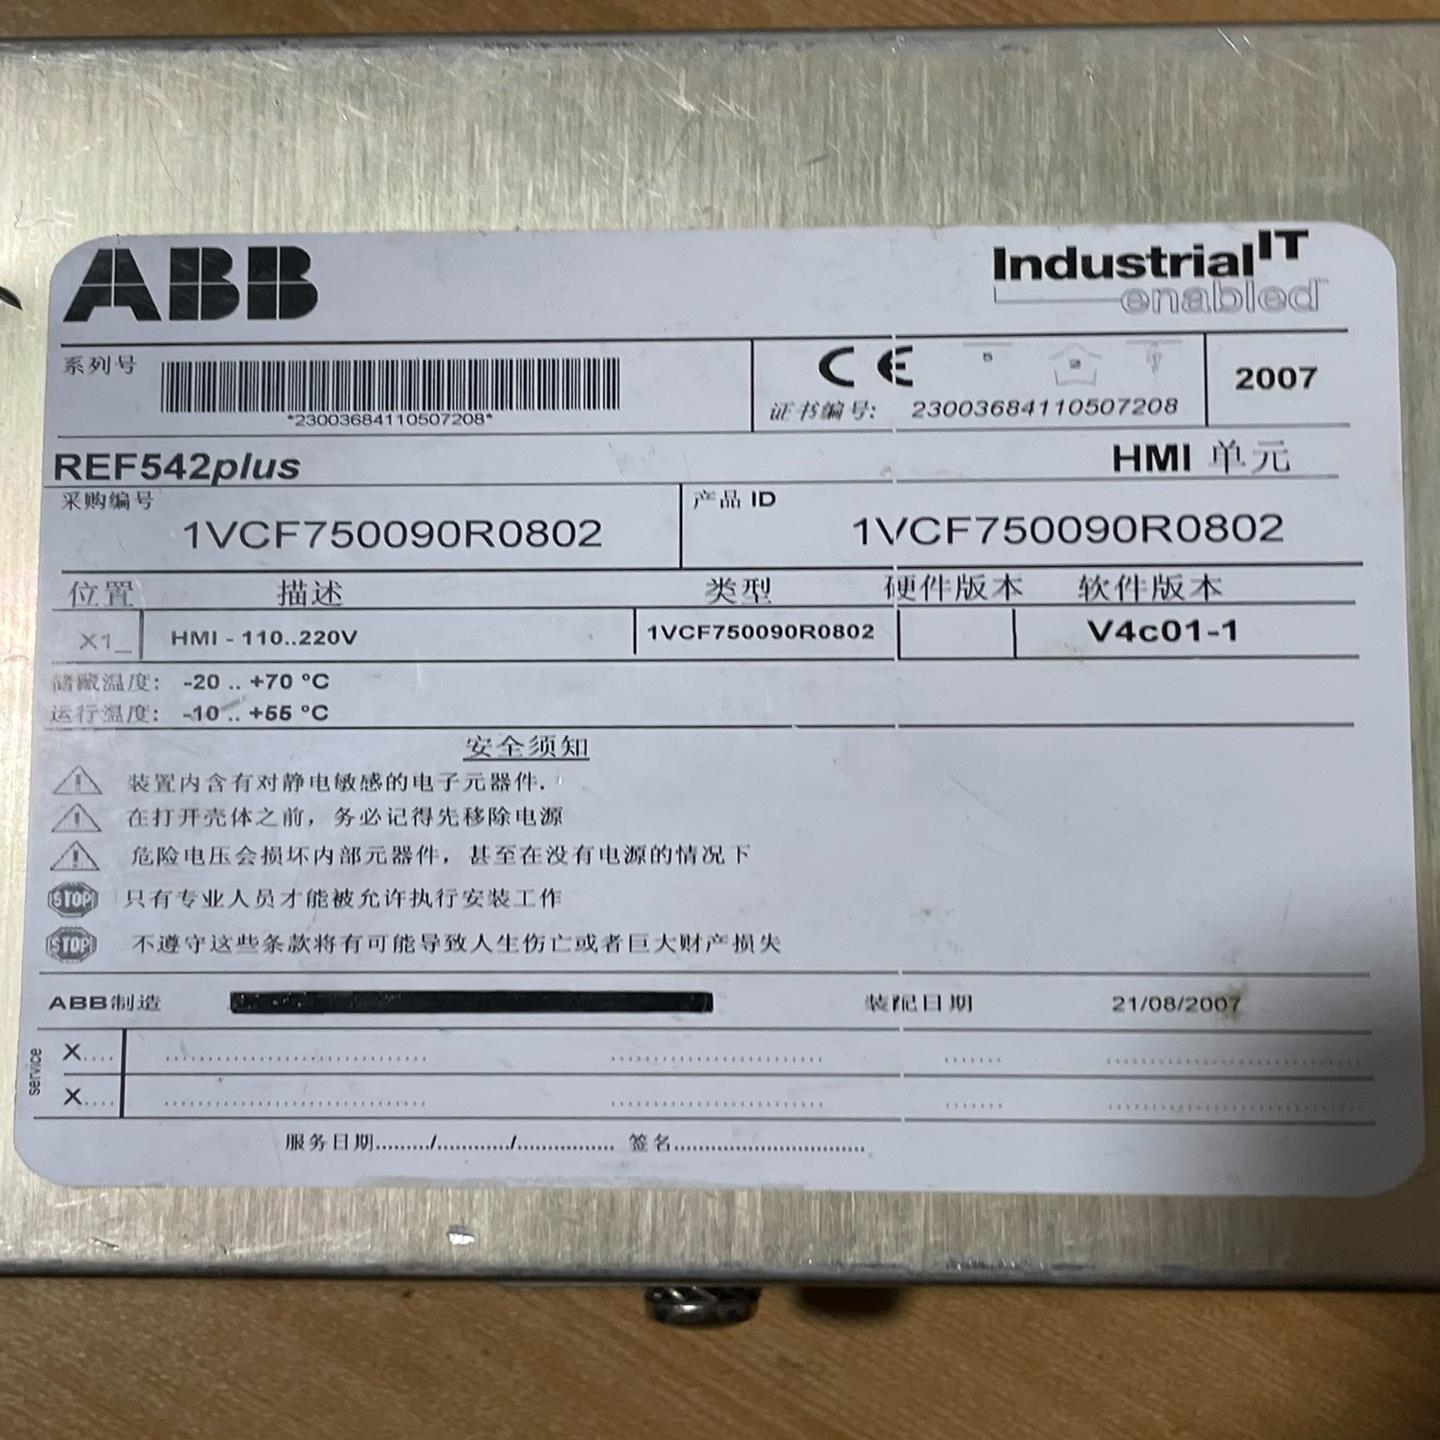 ABB
Industrial IT
enabled
系列号
*23003684110507208*
CE 5 2
证书编号: 23003684110507208
2007
REF542plus
HMI 单元
采购编号
1VCF750090R0802
产品 ID
1VCF750090R0802
位置 描述 类型 硬件版本 软件版本
X1_ HMI - 110..220V 1VCF750090R0802 V4c01-1
储藏温度: -20 .. +70 °C
运行温度: -10 .. +55 °C
安全须知
装置内含有对静电敏感的电子元器件.
在打开壳体之前，务必记得先移除电源
危险电压会损坏内部元器件，甚至在没有电源的情况下
STOP 只有专业人员才能被允许执行安装工作
STOP 不遵守这些条款将有可能导致人生伤亡或者巨大财产损失
ABB制造 装配日期 21/08/2007
service
X....
X....
服务日期........./............/................ 签名..............................